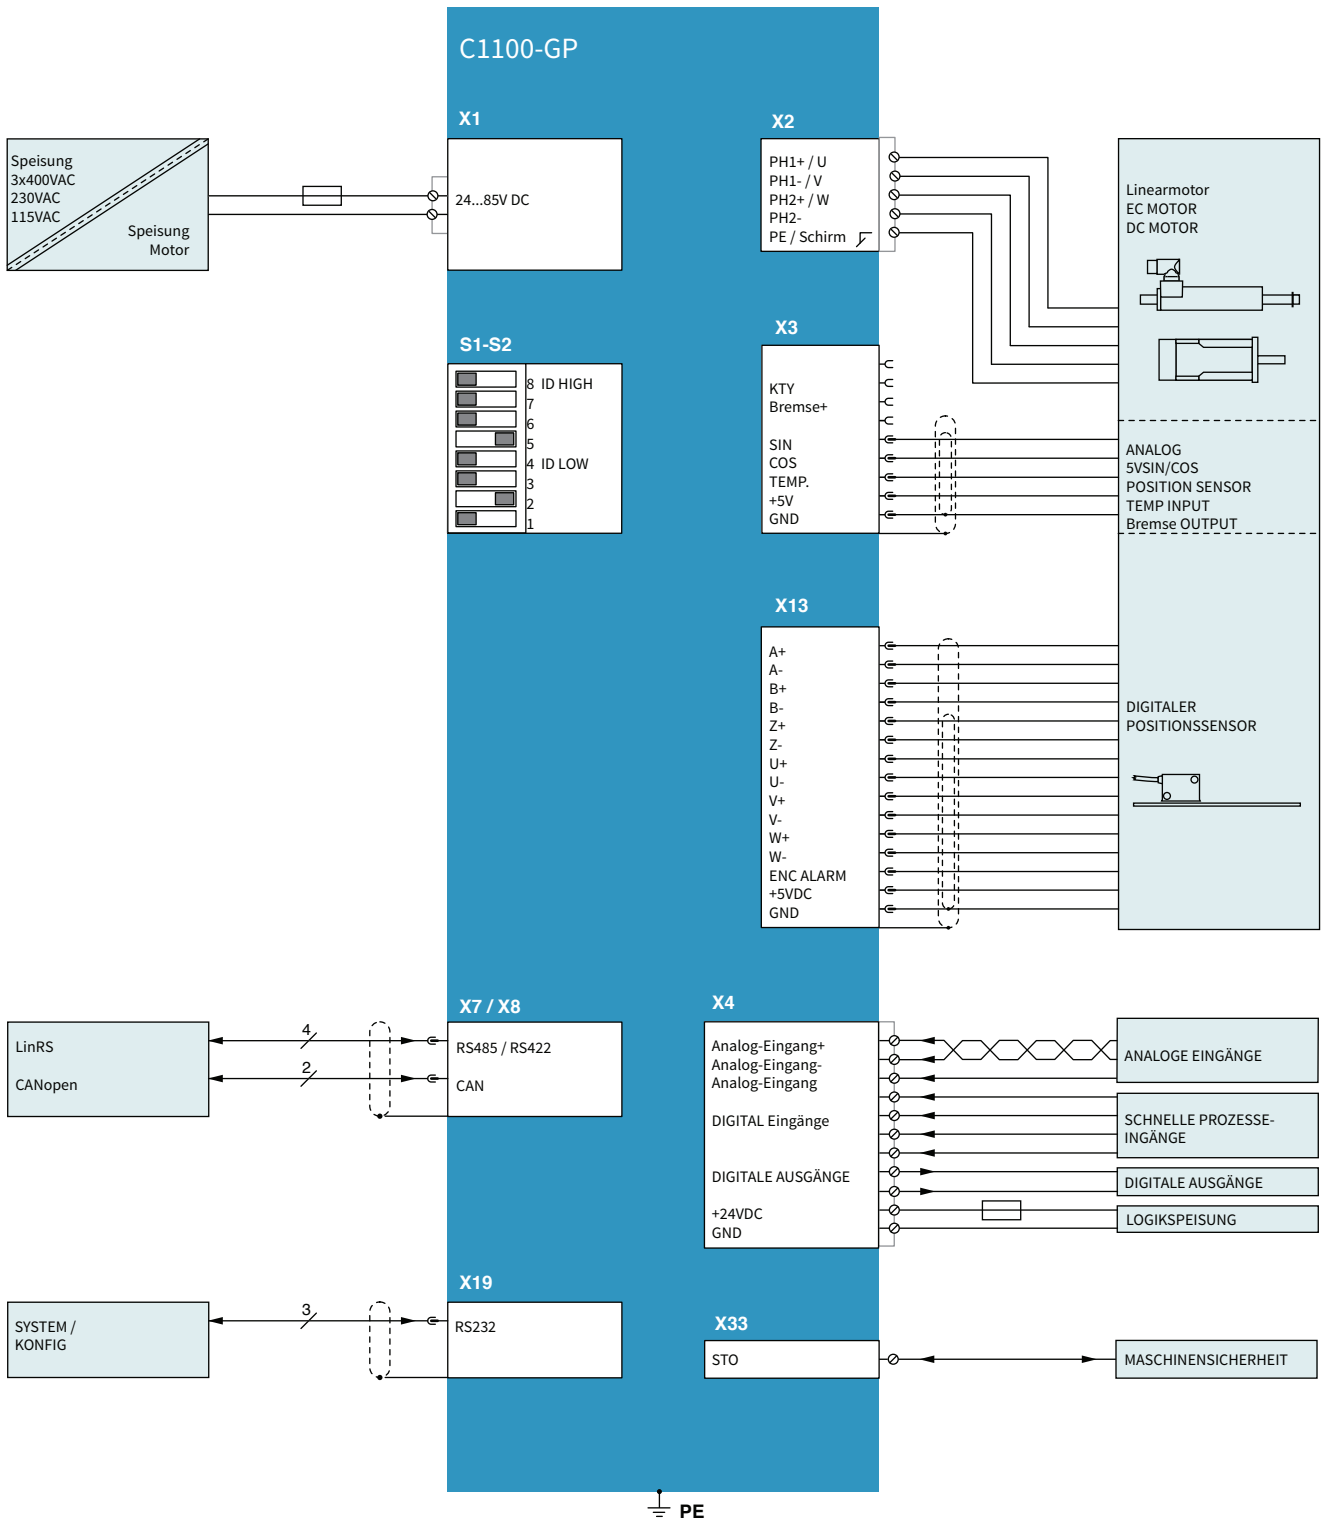 C1100-GP
X1
Speisung
3x400VAC
230VAC
115VAC
Speisung
Motor
24...85V DC
X2
PH1+ / U
PH1- / V
PH2+ / W
PH2-
PE / Schirm
Linearmotor
EC MOTOR
DC MOTOR
S1-S2
8 ID HIGH
7
6
5
4 ID LOW
3
2
1
X3
KTY
Bremse+
SIN
COS
TEMP.
+5V
GND
ANALOG
5VSIN/COS
POSITION SENSOR
TEMP INPUT
Bremse OUTPUT
X13
A+
A-
B+
B-
Z+
Z-
U+
U-
V+
V-
W+
W-
ENC ALARM
+5VDC
GND
DIGITALER
POSITIONSSENSOR
X7 / X8
LinRS
CANopen
4
2
RS485 / RS422
CAN
X4
Analog-Eingang+
Analog-Eingang-
Analog-Eingang
DIGITAL Eingänge
DIGITALE AUSGÄNGE
+24VDC
GND
ANALOGE EINGÄNGE
SCHNELLE PROZESSE-
INGÄNGE
DIGITALE AUSGÄNGE
LOGIKSPEISUNG
X19
SYSTEM /
KONFIG
3
RS232
X33
STO
MASCHINENSICHERHEIT
PE